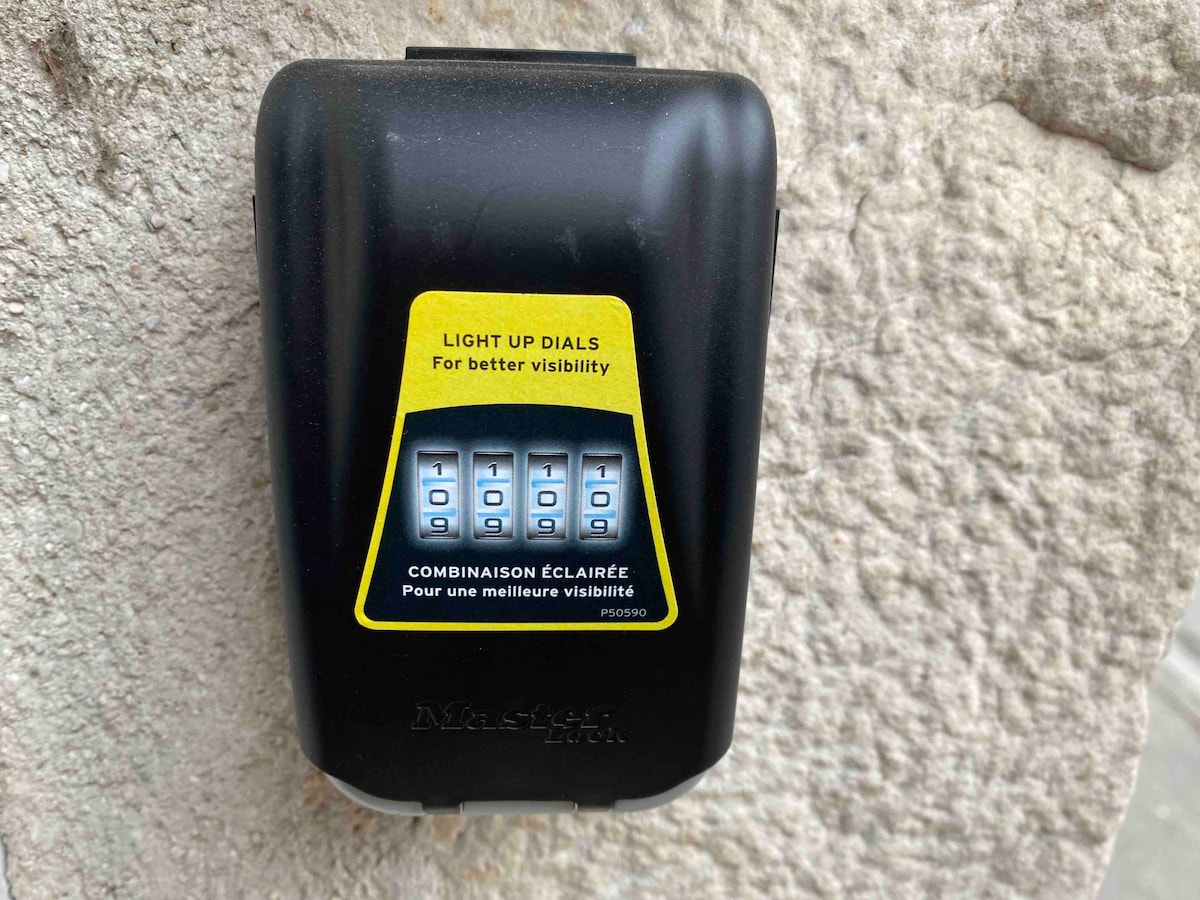 LIGHT UP DIALS
For better visibility
1 1 1 1
0 0 0 0
9 9 9 9
COMBINAISON ÉCLAIRÉE
Pour une meilleure visibilité
P50590
Master
Lock